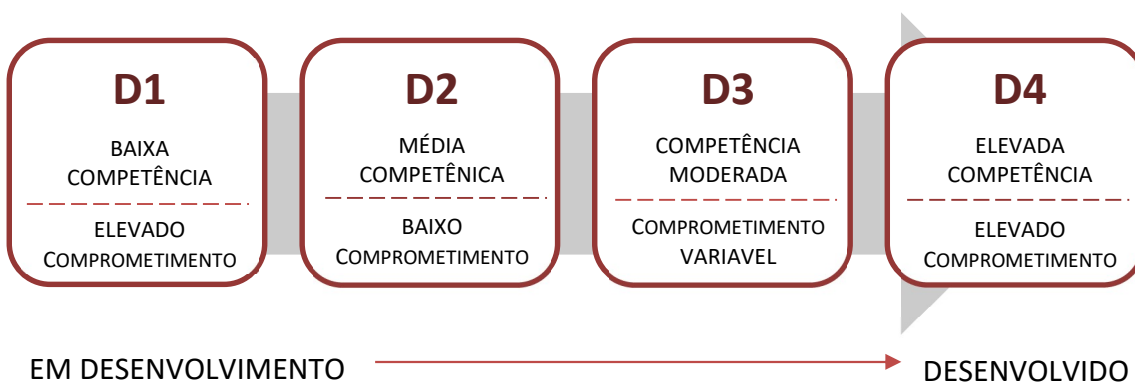 D1
BAIXA
COMPETÊNCIA
ELEVADO
COMPROMETIMENTO
D2
MÉDIA
COMPETÊNICA
BAIXO
COMPROMETIMENTO
D3
COMPETÊNCIA
MODERADA
COMPROMETIMENTO
VARIAVEL
D4
ELEVADA
COMPETÊNCIA
ELEVADO
COMPROMETIMENTO
EM DESENVOLVIMENTO
DESENVOLVIDO